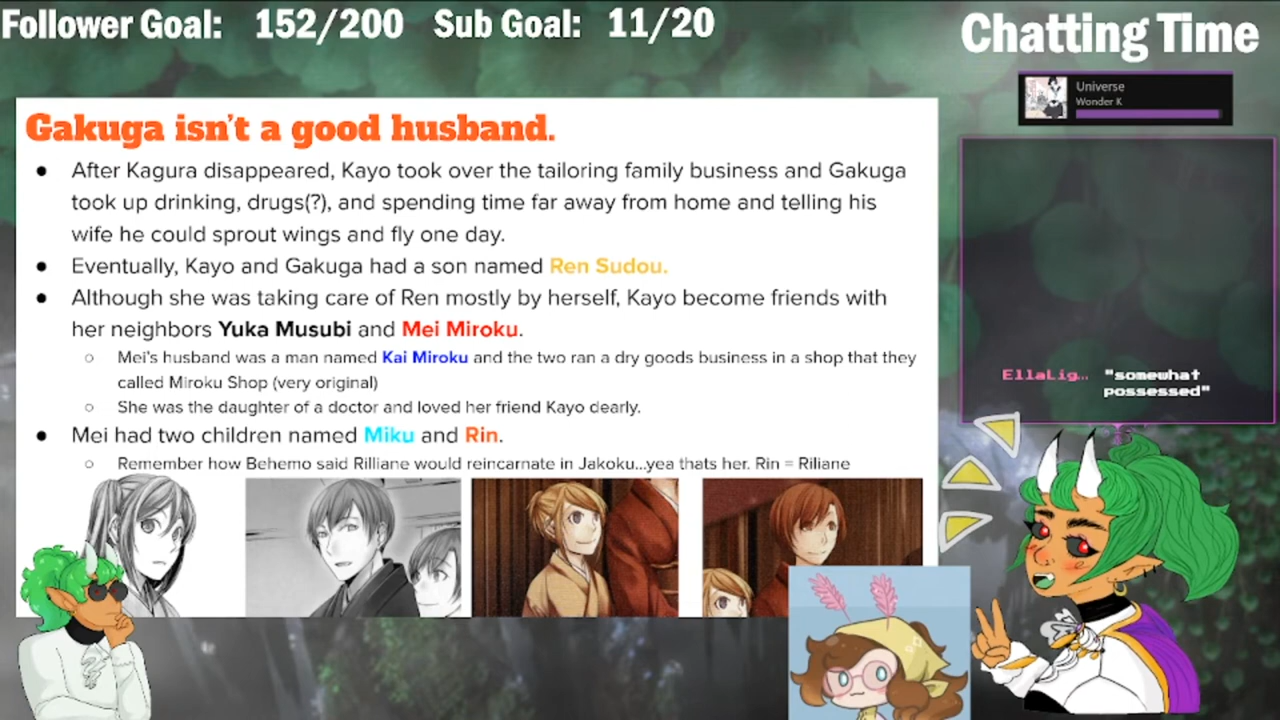 Follower Goal: 152/200 Sub Goal: 11/20
Chatting Time
Universe
Wonder K
Gakuga isn't a good husband.
● After Kagura disappeared, Kayo took over the tailoring family business and Gakuga
took up drinking, drugs(?), and spending time far away from home and telling his
wife he could sprout wings and fly one day.
● Eventually, Kayo and Gakuga had a son named Ren Sudou.
● Although she was taking care of Ren mostly by herself, Kayo become friends with
her neighbors Yuka Musubi and Mei Miroku.
○ Mei's husband was a man named Kai Miroku and the two ran a dry goods business in a shop that they
called Miroku Shop (very original)
○ She was the daughter of a doctor and loved her friend Kayo dearly.
● Mei had two children named Miku and Rin.
○ Remember how Behemo said Rilliane would reincarnate in Jakoku...yea thats her. Rin = Riliane
EllaLig… "somewhat
possessed"